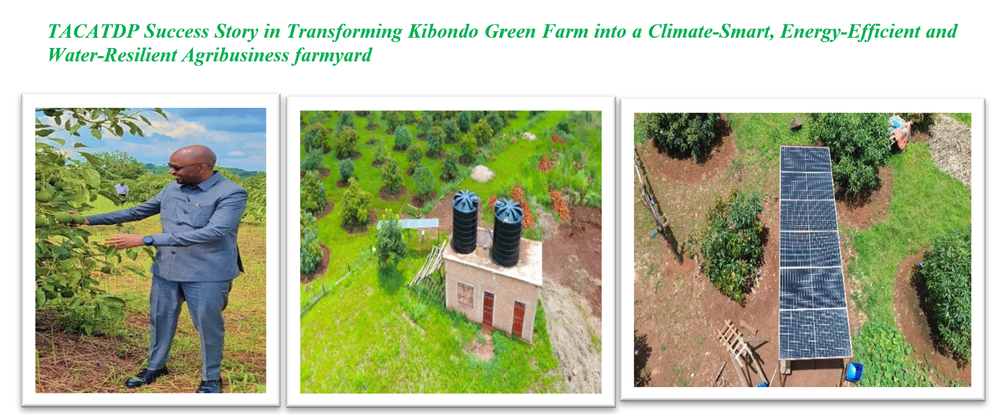 TACATDP Success Story in Transforming Kibondo Green Farm into a Climate-Smart, Energy-Efficient and
Water-Resilient Agribusiness farmyard